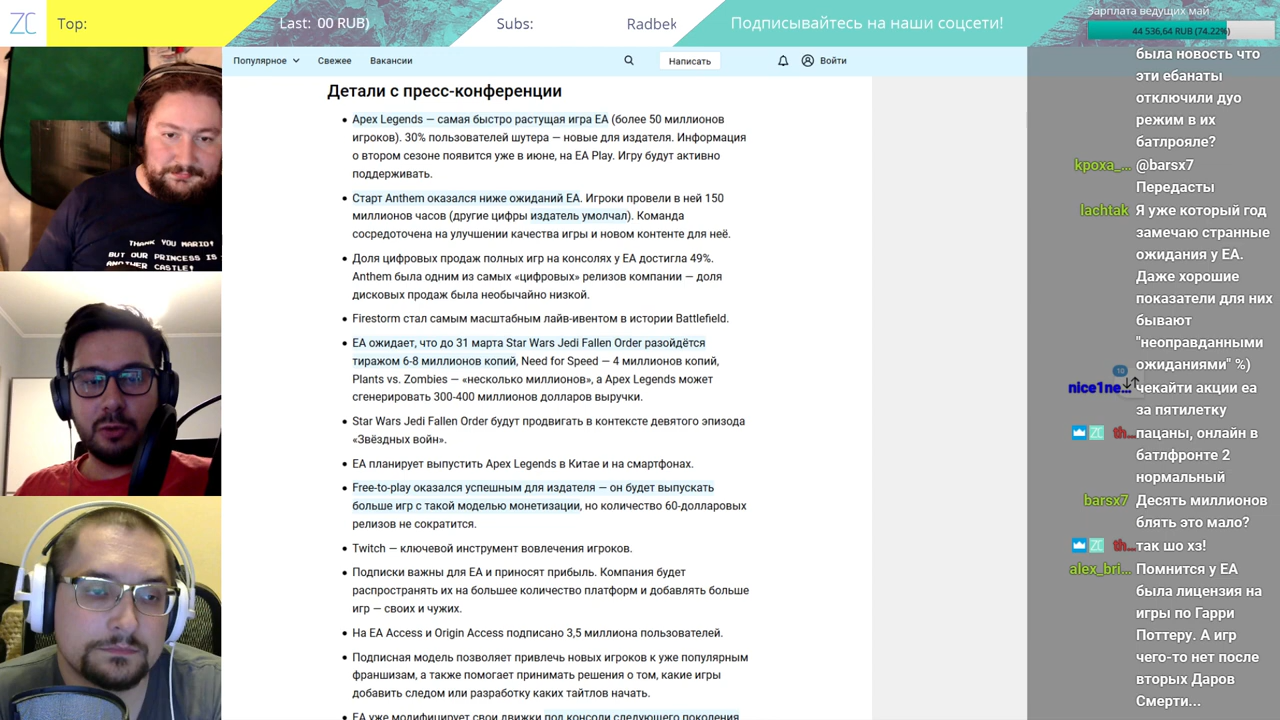 ZC
Top:
Last: 00 RUB)
Subs:
Radbek
Подписывайтесь на наши соцсети!
Зарплата ведущих май
44 536,64 RUB (74.22%)
Популярное
Свежее
Вакансии
Написать
Войти
THANK YOU MARIO!
BUT OUR PRINCESS IS
ANOTHER CASTLE!
Детали с пресс-конференции
Apex Legends — самая быстро растущая игра EA (более 50 миллионов
игроков). 30% пользователей шутера — новые для издателя. Информация
о втором сезоне появится уже в июне, на EA Play. Игру будут активно
поддерживать.
Старт Anthem оказался ниже ожиданий EA. Игроки провели в ней 150
миллионов часов (другие цифры издатель умолчал). Команда
сосредоточена на улучшении качества игры и новом контенте для неё.
Доля цифровых продаж полных игр на консолях у EA достигла 49%.
Anthem была одним из самых «цифровых» релизов компании — доля
дисковых продаж была необычайно низкой.
Firestorm стал самым масштабным лайв-ивентом в истории Battlefield.
EA ожидает, что до 31 марта Star Wars Jedi Fallen Order разойдётся
тиражом 6-8 миллионов копий, Need for Speed — 4 миллионов копий,
Plants vs. Zombies — «несколько миллионов», а Apex Legends может
сгенерировать 300-400 миллионов долларов выручки.
Star Wars Jedi Fallen Order будут продвигать в контексте девятого эпизода
«Звёздных войн».
EA планирует выпустить Apex Legends в Китае и на смартфонах.
Free-to-play оказался успешным для издателя — он будет выпускать
больше игр с такой моделью монетизации, но количество 60-долларовых
релизов не сократится.
Twitch — ключевой инструмент вовлечения игроков.
Подписки важны для EA и приносят прибыль. Компания будет
распространять их на большее количество платформ и добавлять больше
игр — своих и чужих.
На EA Access и Origin Access подписано 3,5 миллиона пользователей.
Подписная модель позволяет привлечь новых игроков к уже популярным
франшизам, а также помогает принимать решения о том, какие игры
добавить следом или разработку каких тайтлов начать.
EA уже модифицирует свои движки под консоли следующего поколения
была новость что
эти ебанаты
отключили дуо
режим в их
батлрояле?
kpoxa_... @barsx7
Передасты
lachtak Я уже который год
замечаю странные
ожидания у EA.
Даже хорошие
показатели для них
бывают
"неоправданными
ожиданиями" %)
10
nice1ne... чекайти акции еа
за пятилетку
ZC th... пацаны, онлайн в
батлфронте 2
нормальный
barsx7 Десять миллионов
блять это мало?
ZC th... так шо хз!
alex_bri... Помнится у EA
была лицензия на
игры по Гарри
Поттеру. А игр
чего-то нет после
вторых Даров
Смерти...